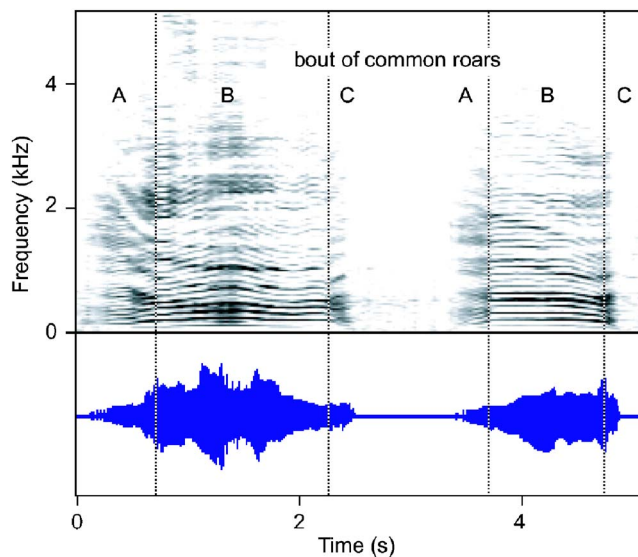 bout of common roars
4
A B C A B C
Frequency (kHz)
2
0
0 2 4
Time (s)